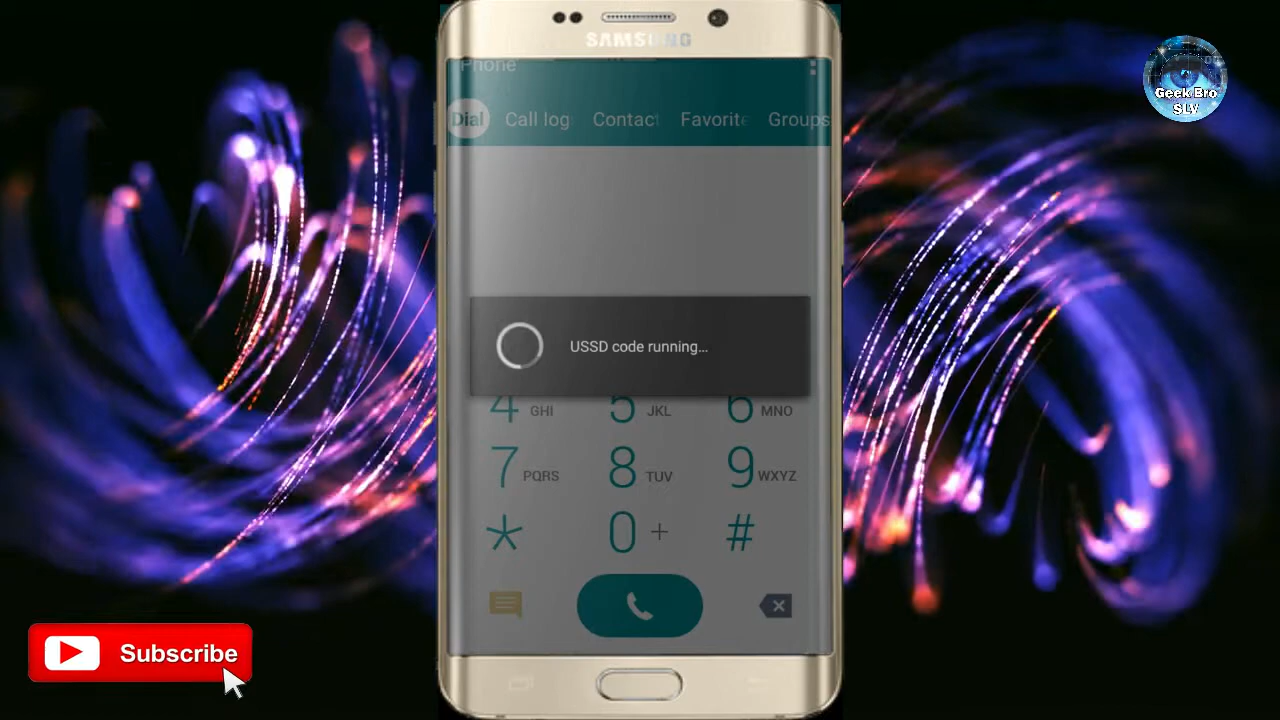 SAMSUNG
Phone
Dial
Call log
Contac
Favorite
Groups
USSD code running...
4 GHI
5 JKL
6 MNO
7 PQRS
8 TUV
9 WXYZ
*
0 +
#
Geek Bro
SLV
Subscribe